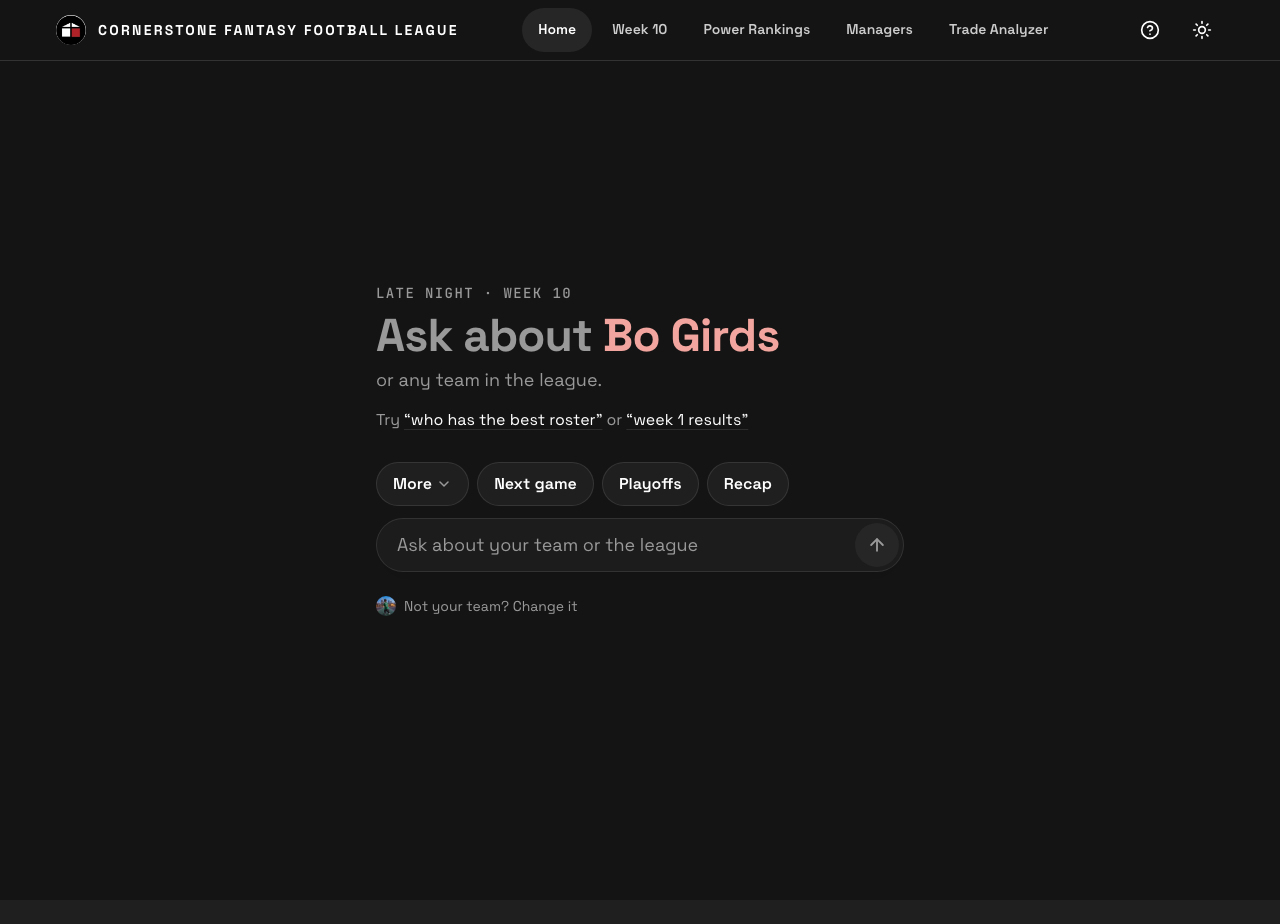 CORNERSTONE FANTASY FOOTBALL LEAGUE
Home
Week 10
Power Rankings
Managers
Trade Analyzer
LATE NIGHT · WEEK 10
Ask about Bo Girds
or any team in the league.
Try “who has the best roster” or “week 1 results”
More
Next game
Playoffs
Recap
Ask about your team or the league
Not your team? Change it